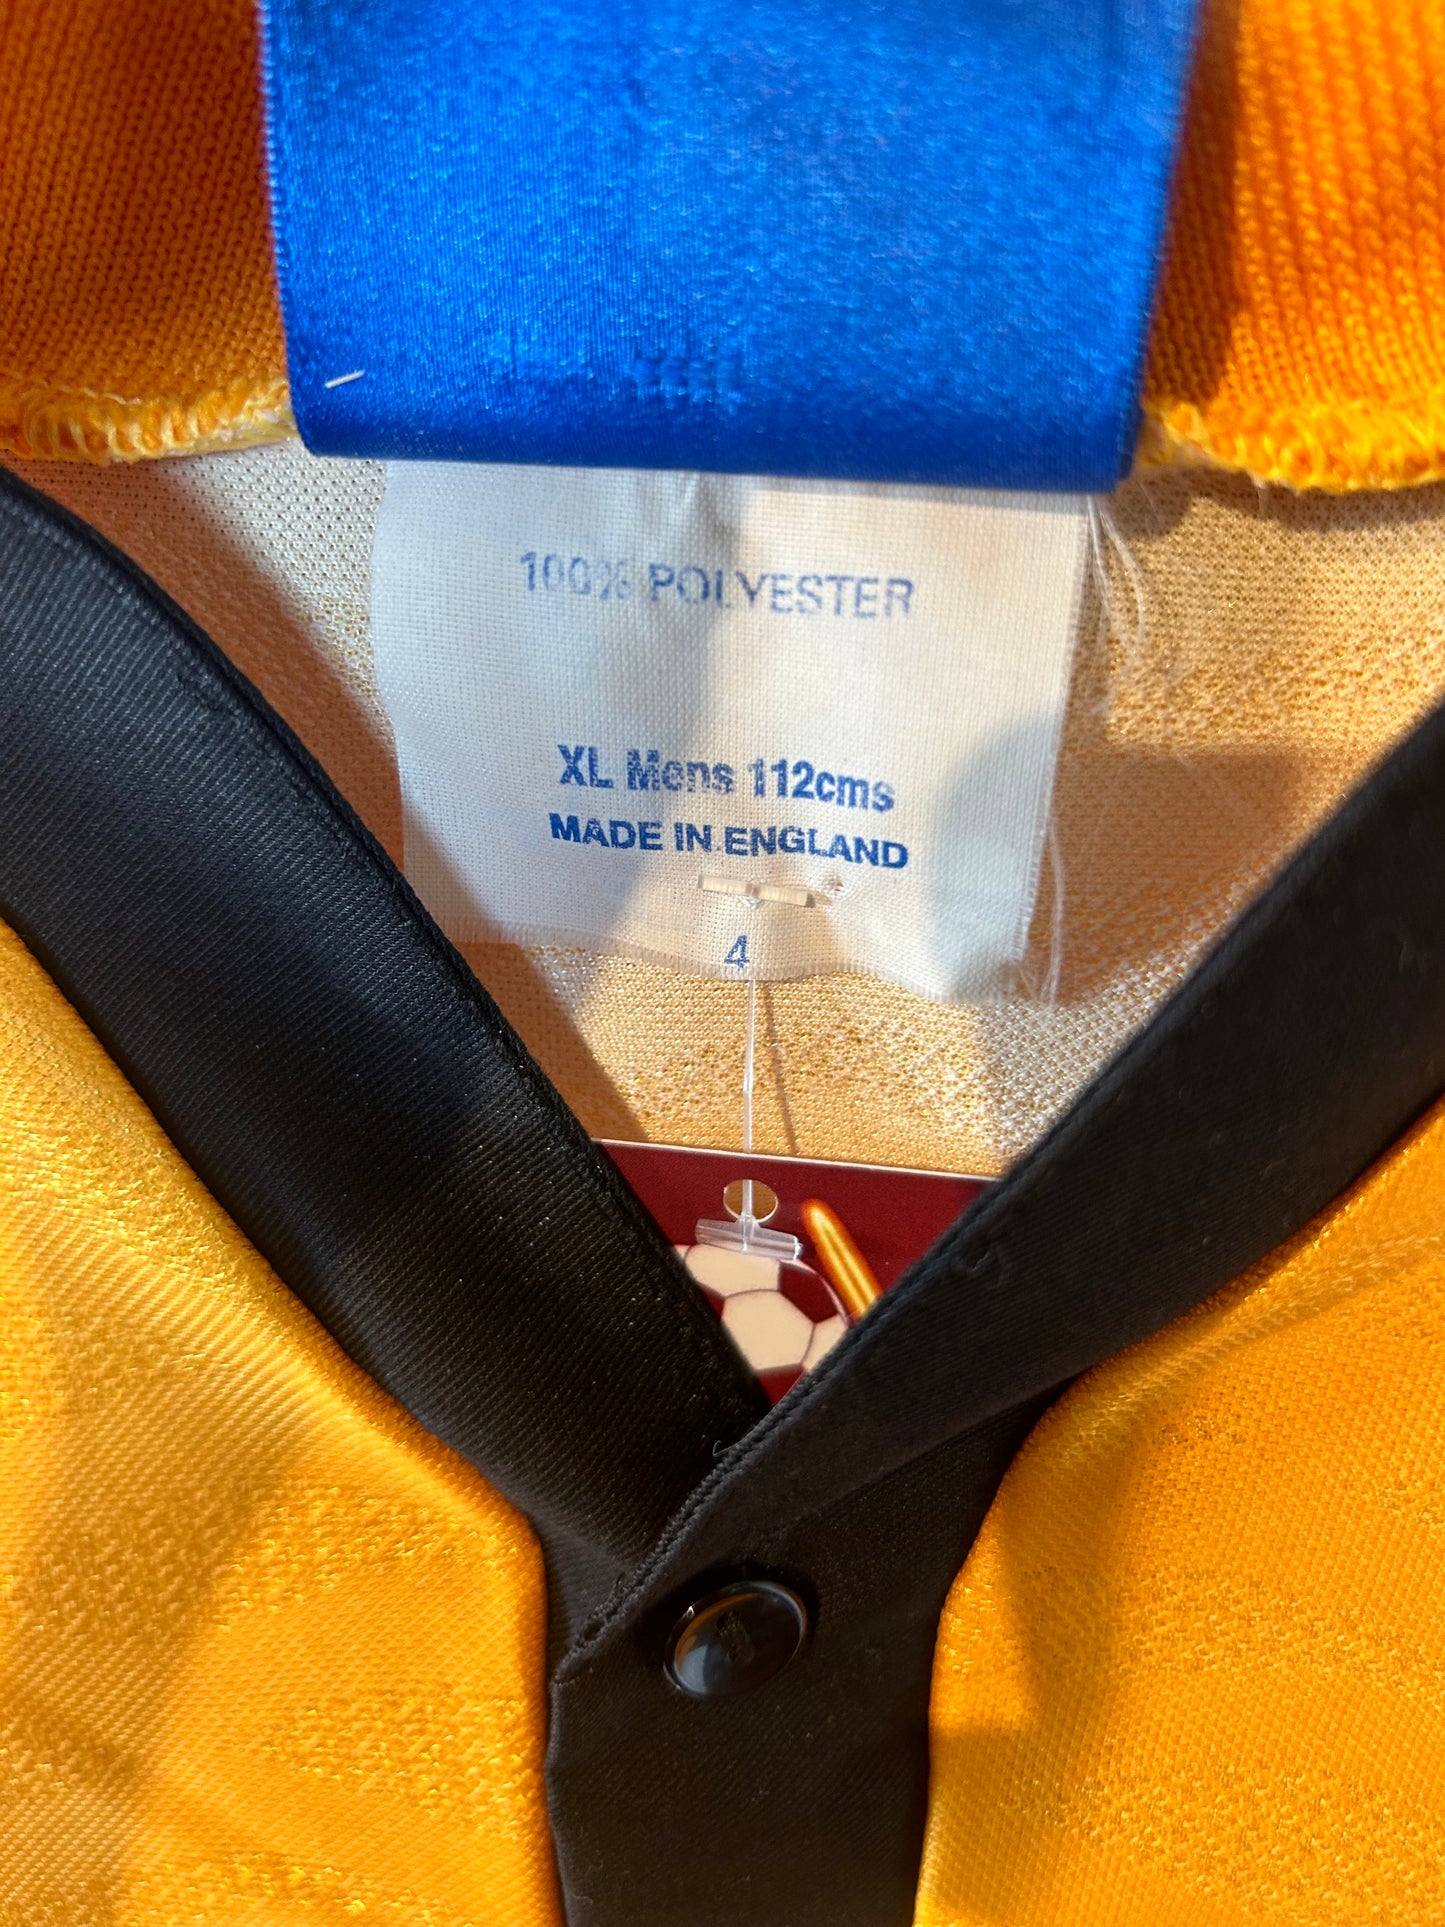 100% POLYESTER
XL Mens 112cms
MADE IN ENGLAND
4